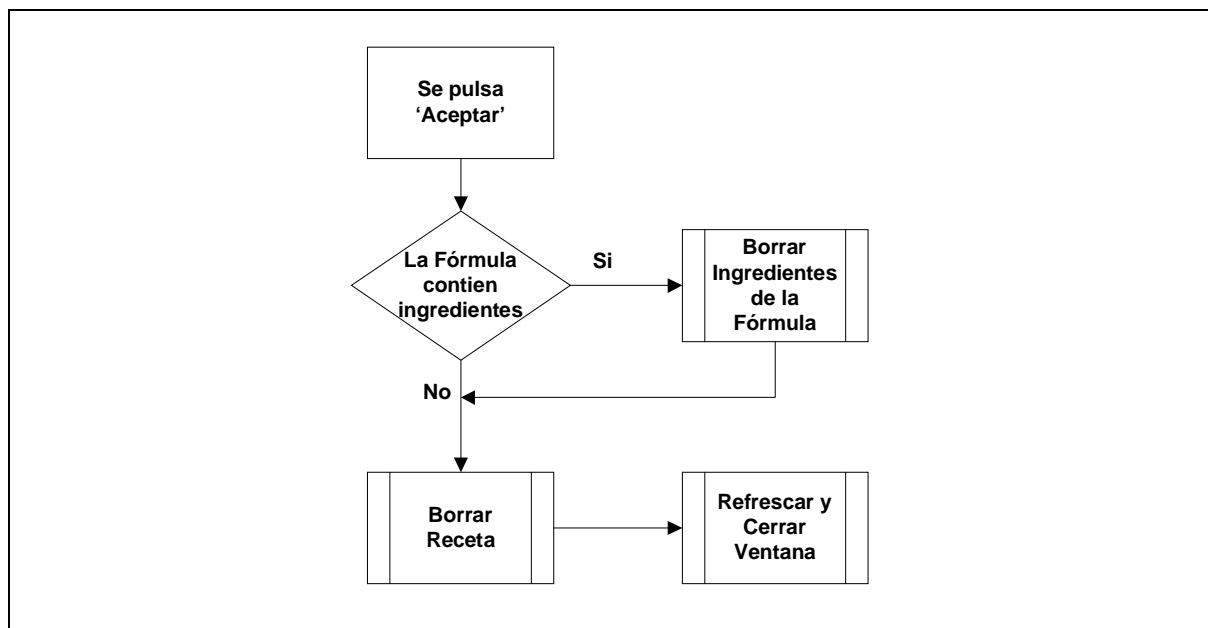 Se pulsa
‘Aceptar’
La Fórmula
contien
ingredientes
Si
Borrar
Ingredientes
de la
Fórmula
No
Borrar
Receta
Refrescar y
Cerrar
Ventana